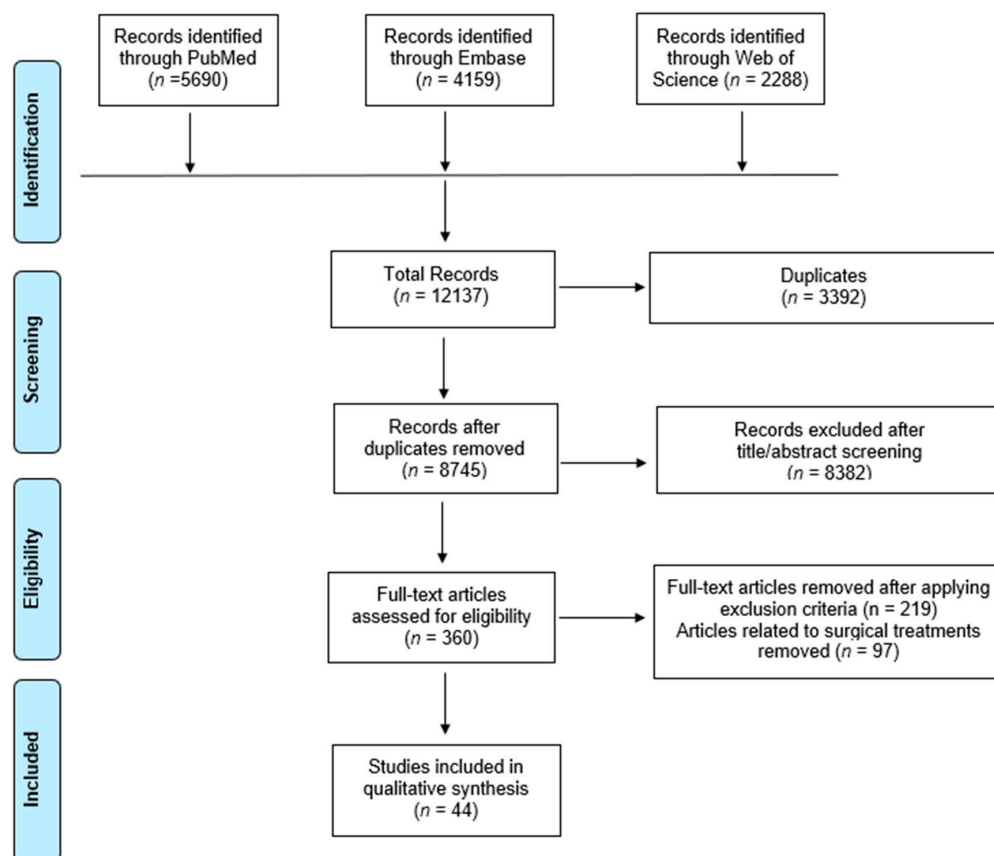 Records identified
through PubMed
(n =5690)
Records identified
through Embase
(n = 4159)
Records identified
through Web of
Science (n = 2288)
Identification
Total Records
(n = 12137)
Duplicates
(n = 3392)
Screening
Records after
duplicates removed
(n = 8745)
Records excluded after
title/abstract screening
(n = 8382)
Eligibility
Full-text articles
assessed for eligibility
(n = 360)
Full-text articles removed after applying
exclusion criteria (n = 219)
Articles related to surgical treatments
removed (n = 97)
Included
Studies included in
qualitative synthesis
(n = 44)